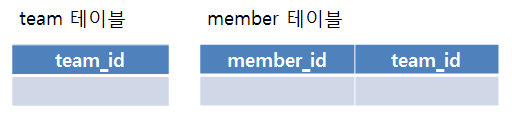 team 테이블
member 테이블
team_id
member_id
team_id